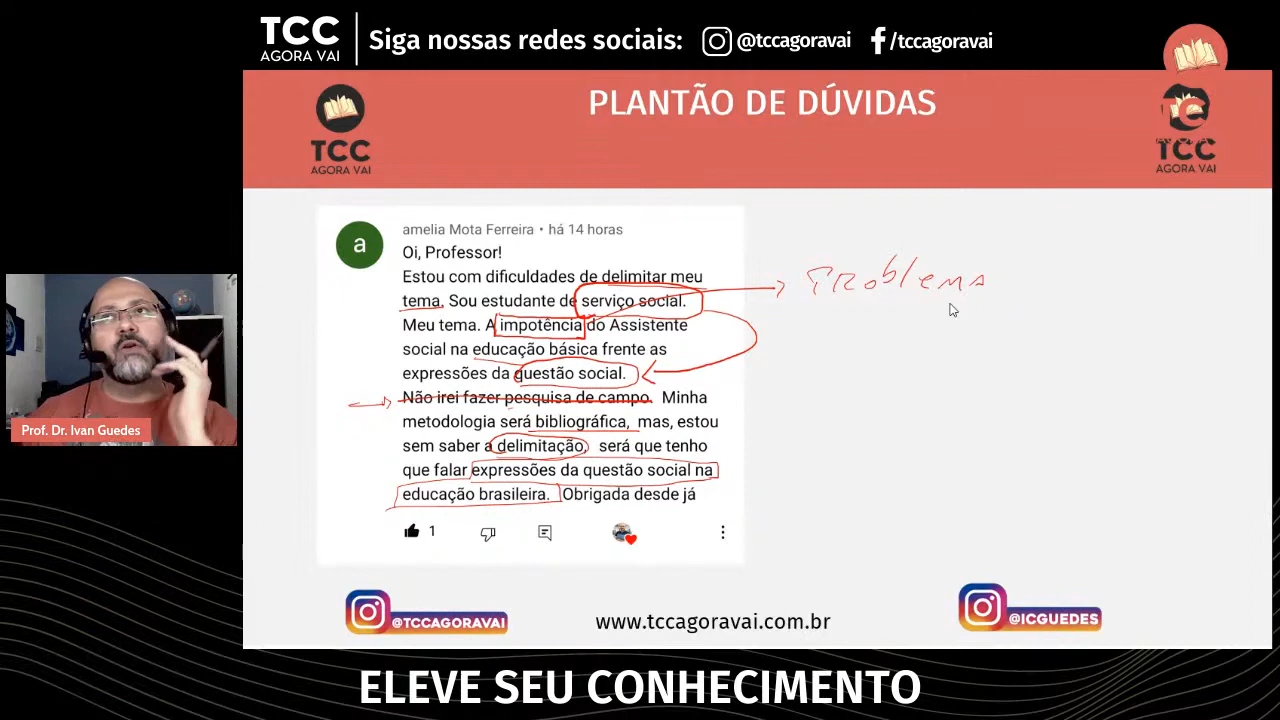 TCC
AGORA VAI
Siga nossas redes sociais:
@tccagoravai
/tccagoravai
PLANTÃO DE DÚVIDAS
TCC
AGORA VAI
TCC
AGORA VAI
a
amelia Mota Ferreira • há 14 horas
Oi, Professor!
Estou com dificuldades de delimitar meu
tema. Sou estudante de serviço social.
Meu tema. A impotência do Assistente
social na educação básica frente as
expressões da questão social.
Não irei fazer pesquisa de campo. Minha
metodologia será bibliográfica, mas, estou
sem saber a delimitação, será que tenho
que falar expressões da questão social na
educação brasileira. Obrigada desde já
1
Problema
Prof. Dr. Ivan Guedes
@TCCAGORAVAI
www.tccagoravai.com.br
@ICGUEDES
ELEVE SEU CONHECIMENTO